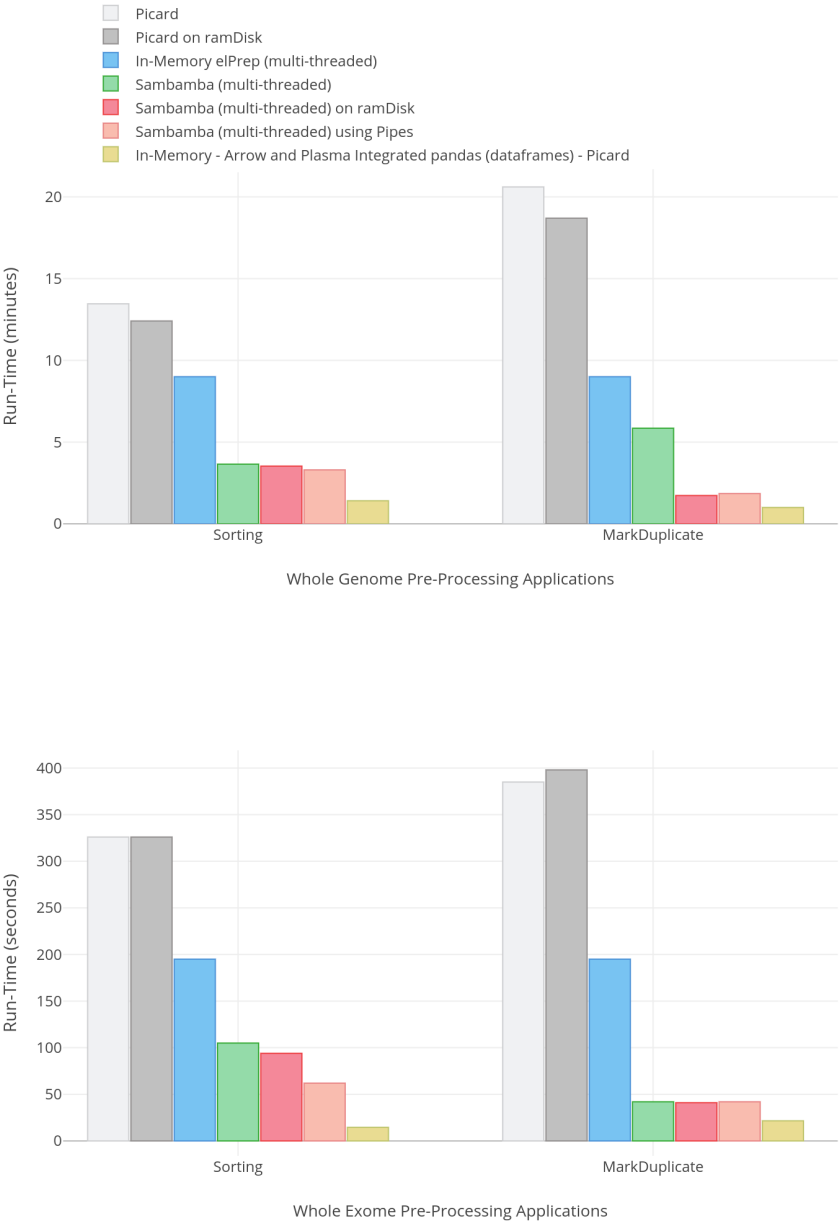 Picard
Picard on ramDisk
In-Memory elPrep (multi-threaded)
Sambamba (multi-threaded)
Sambamba (multi-threaded) on ramDisk
Sambamba (multi-threaded) using Pipes
In-Memory - Arrow and Plasma Integrated pandas (dataframes) - Picard
Run-Time (minutes)
20
15
10
5
0
Sorting MarkDuplicate
Whole Genome Pre-Processing Applications
Run-Time (seconds)
400
350
300
250
200
150
100
50
0
Sorting MarkDuplicate
Whole Exome Pre-Processing Applications